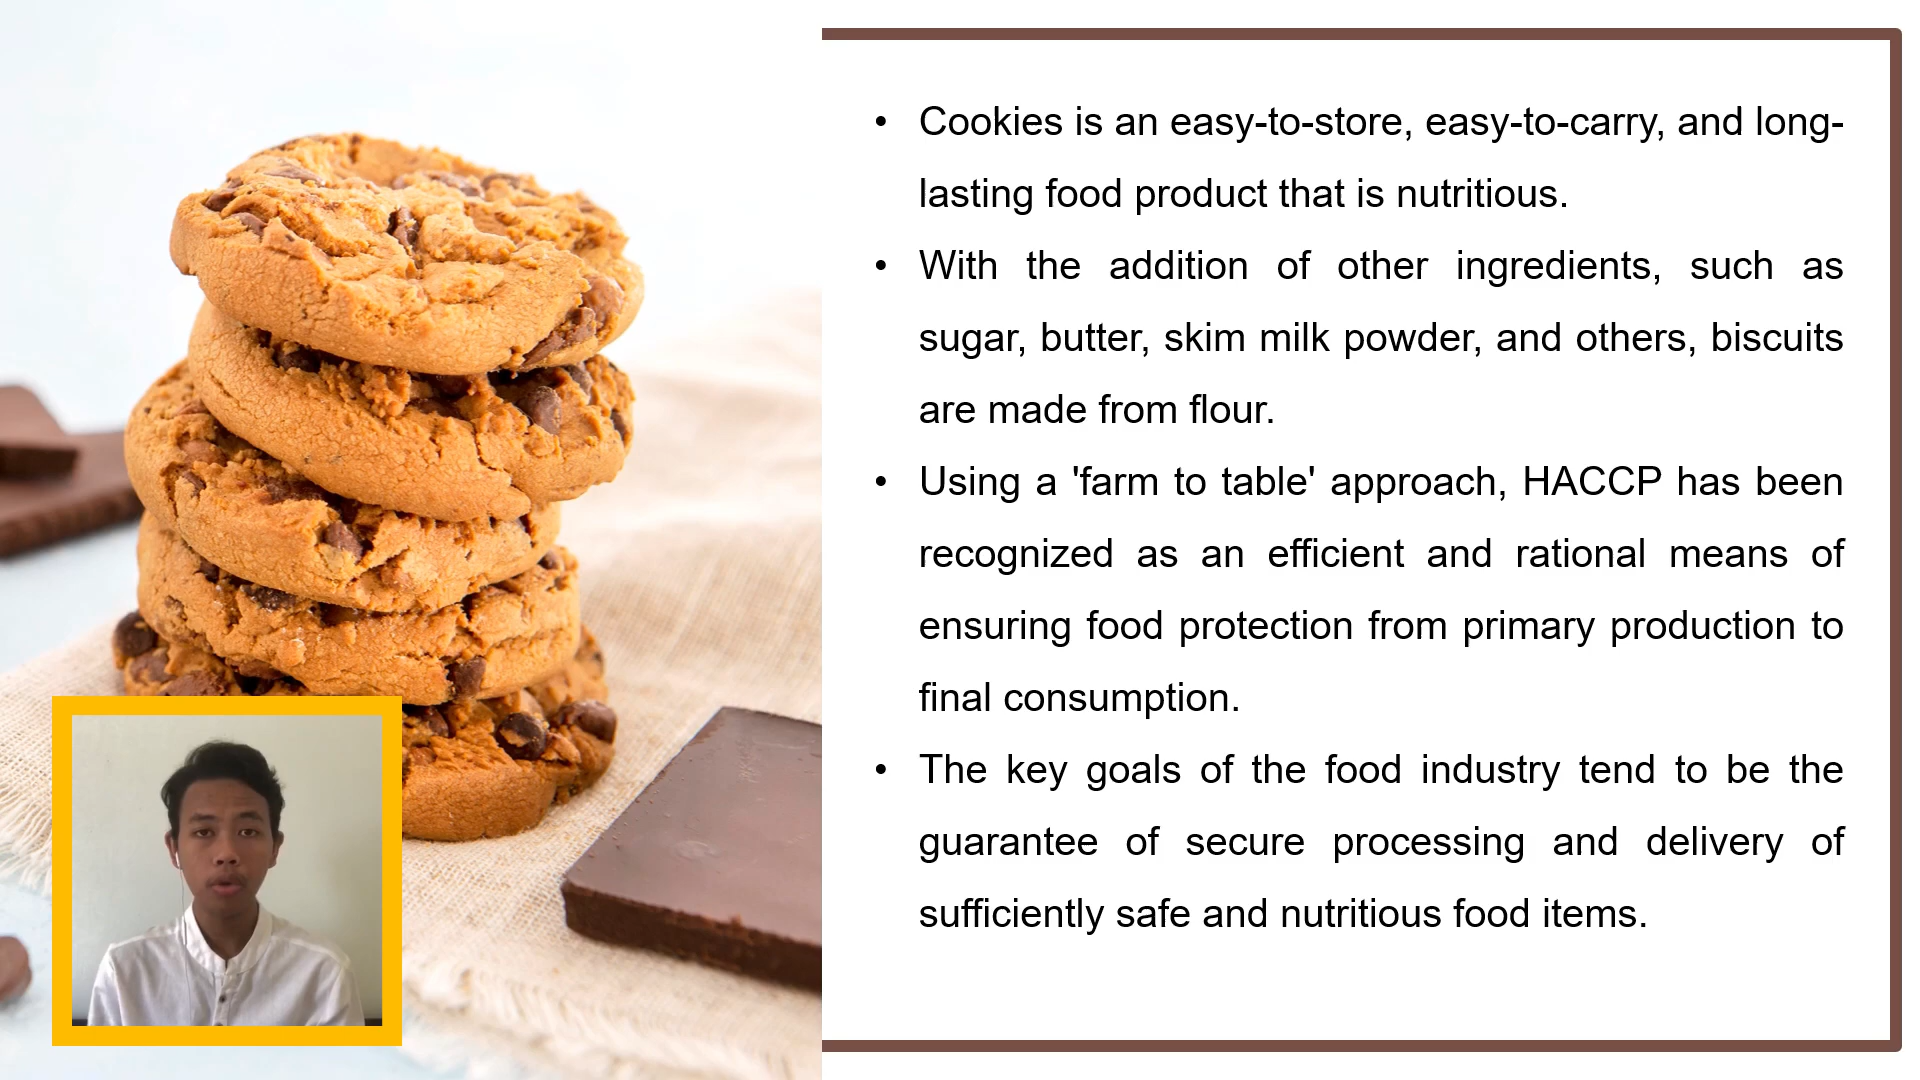 • Cookies is an easy-to-store, easy-to-carry, and long-
lasting food product that is nutritious.
• With the addition of other ingredients, such as
sugar, butter, skim milk powder, and others, biscuits
are made from flour.
• Using a 'farm to table' approach, HACCP has been
recognized as an efficient and rational means of
ensuring food protection from primary production to
final consumption.
• The key goals of the food industry tend to be the
guarantee of secure processing and delivery of
sufficiently safe and nutritious food items.